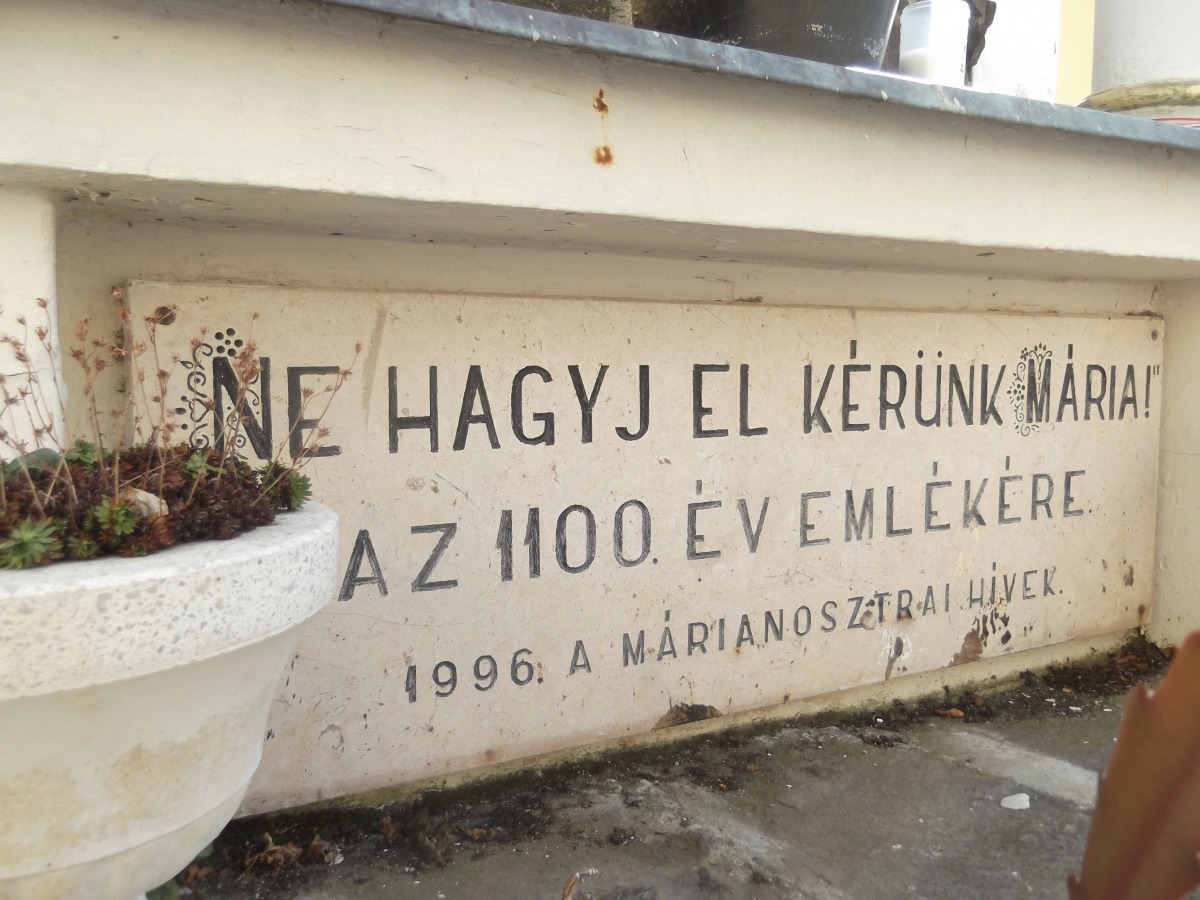 NE HAGYJ EL KÉRÜNK MÁRIA!"
AZ 1100. ÉV EMLÉKÉRE.
1996. A MÁRIANOSZTRAI HÍVEK.